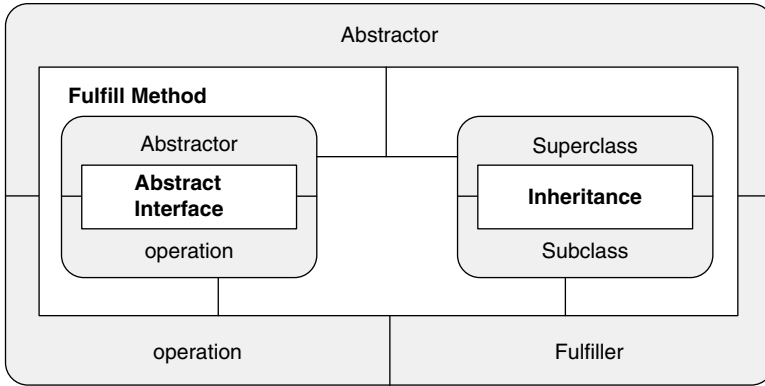 Abstractor
Fulfill Method
Abstractor
Abstract
Interface
operation
Superclass
Inheritance
Subclass
operation
Fulfiller